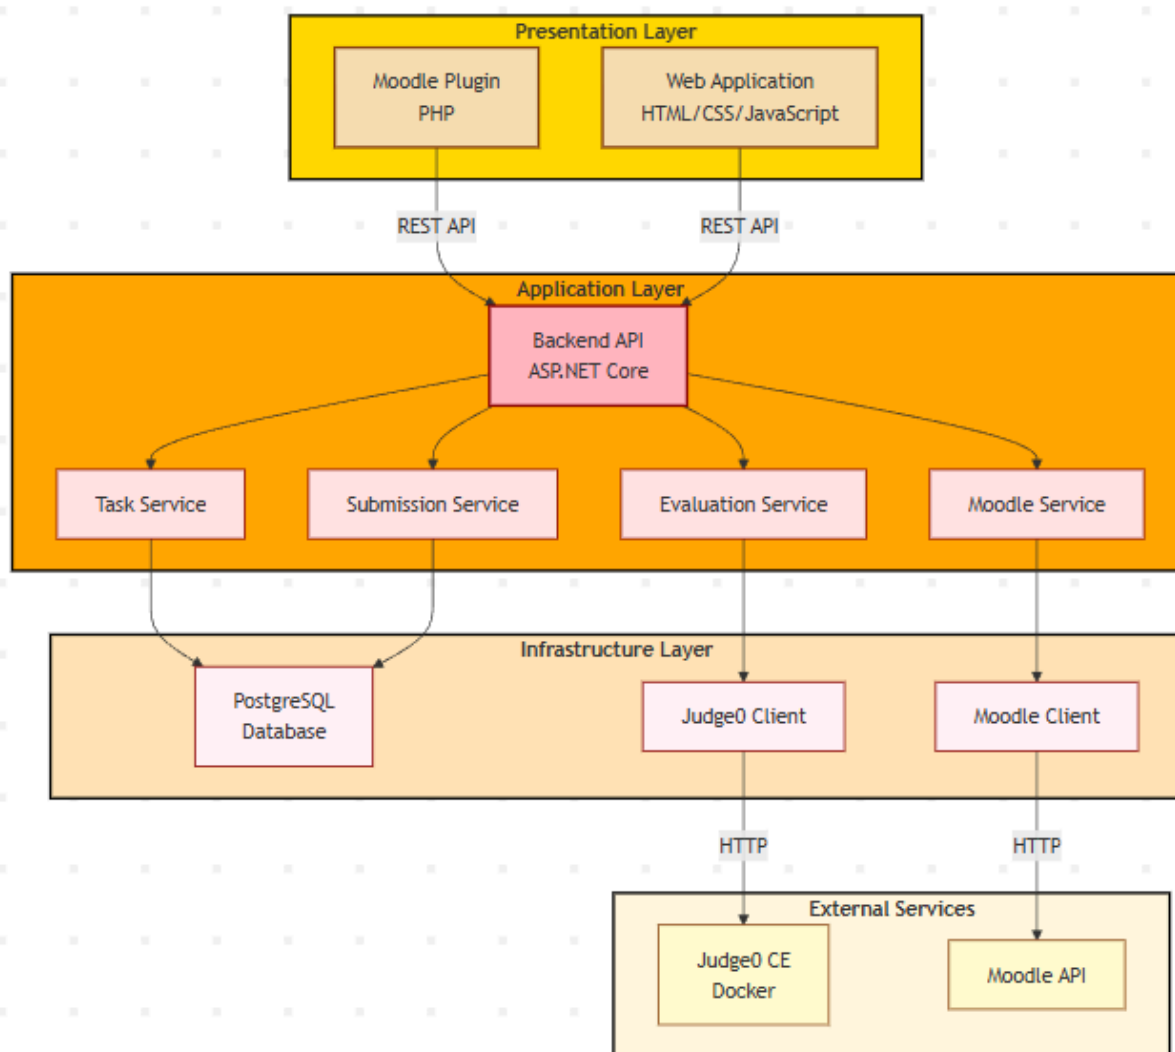 Presentation Layer
Moodle Plugin
PHP
Web Application
HTML/CSS/JavaScript
REST API
REST API
Application Layer
Backend API
ASP.NET Core
Task Service
Submission Service
Evaluation Service
Moodle Service
Infrastructure Layer
PostgreSQL
Database
Judge0 Client
Moodle Client
HTTP
HTTP
External Services
Judge0 CE
Docker
Moodle API